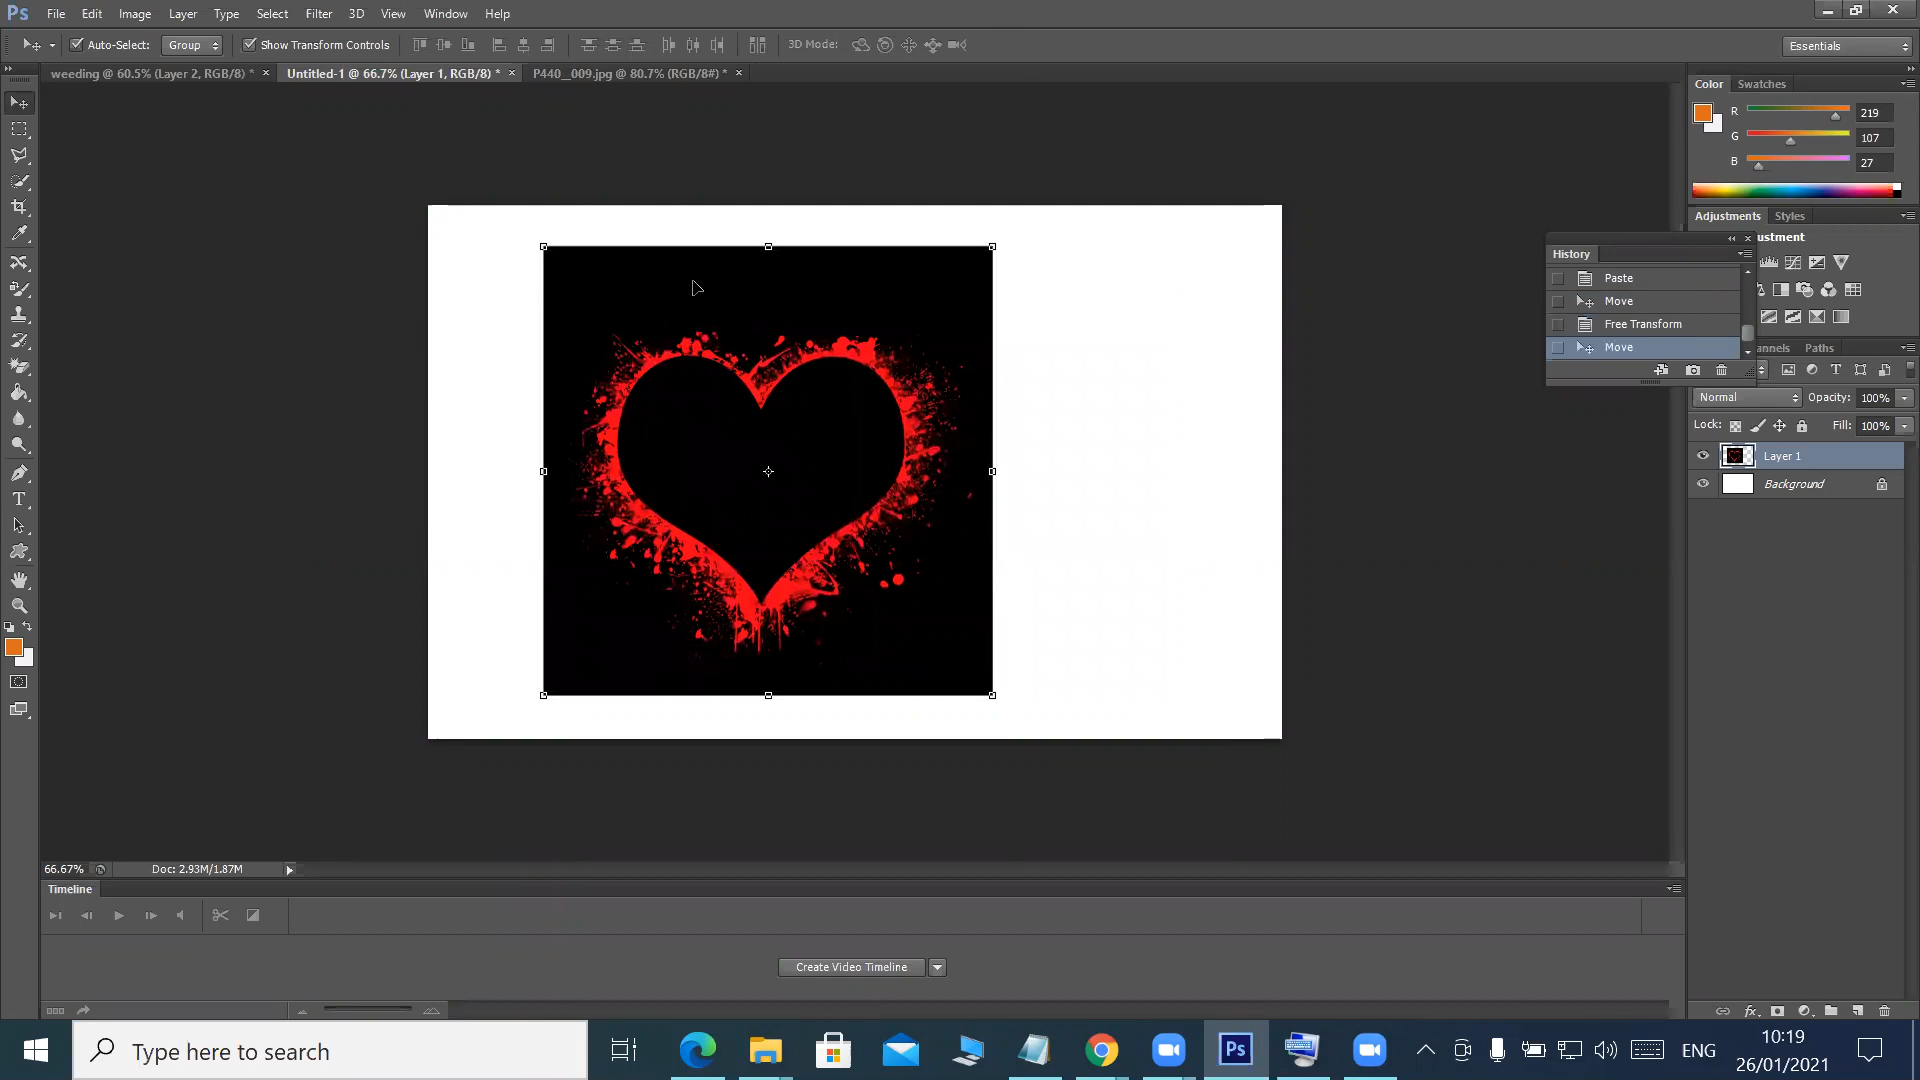 Ps File Edit Image Layer Type Select Filter 3D View Window Help
Auto-Select: Group Show Transform Controls 3D Mode: Essentials
weeding @ 60.5% (Layer 2, RGB/8) * × Untitled-1 @ 66.7% (Layer 1, RGB/8) * × P440__009.jpg @ 80.7% (RGB/8#) * ×
Color Swatches
R 219
G 107
B 27
Adjustments Styles
ustment
History
Paste
Move
Free Transform
Move
annels Paths
Normal Opacity: 100%
Lock: Fill: 100%
Layer 1
Background
66.67% Doc: 2.93M/1.87M
Timeline
Create Video Timeline
Type here to search
Ps
ENG
10:19
26/01/2021